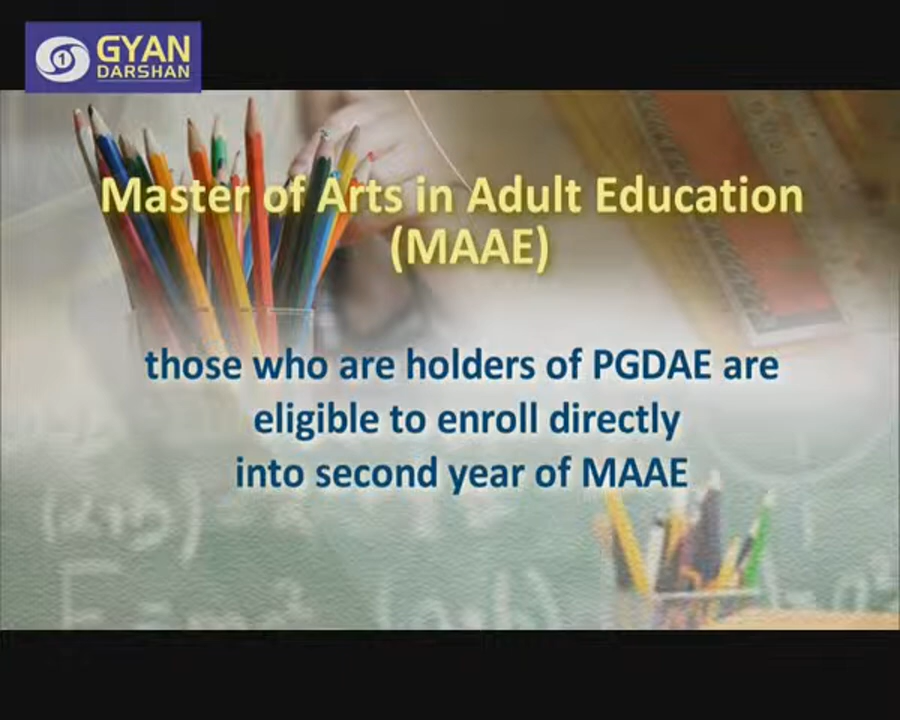 GYAN
DARSHAN
Master of Arts in Adult Education
(MAAE)
those who are holders of PGDAE are
eligible to enroll directly
into second year of MAAE